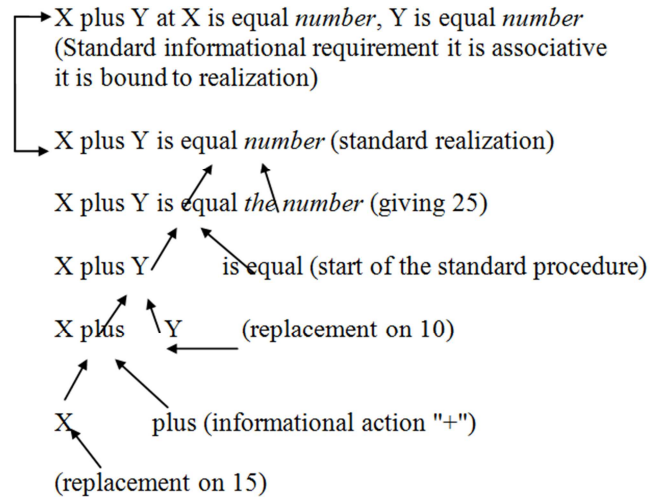 X plus Y at X is equal number, Y is equal number
(Standard informational requirement it is associative
it is bound to realization)
X plus Y is equal number (standard realization)
X plus Y is equal the number (giving 25)
X plus Y is equal (start of the standard procedure)
X plus Y (replacement on 10)
X plus (informational action "+")
(replacement on 15)